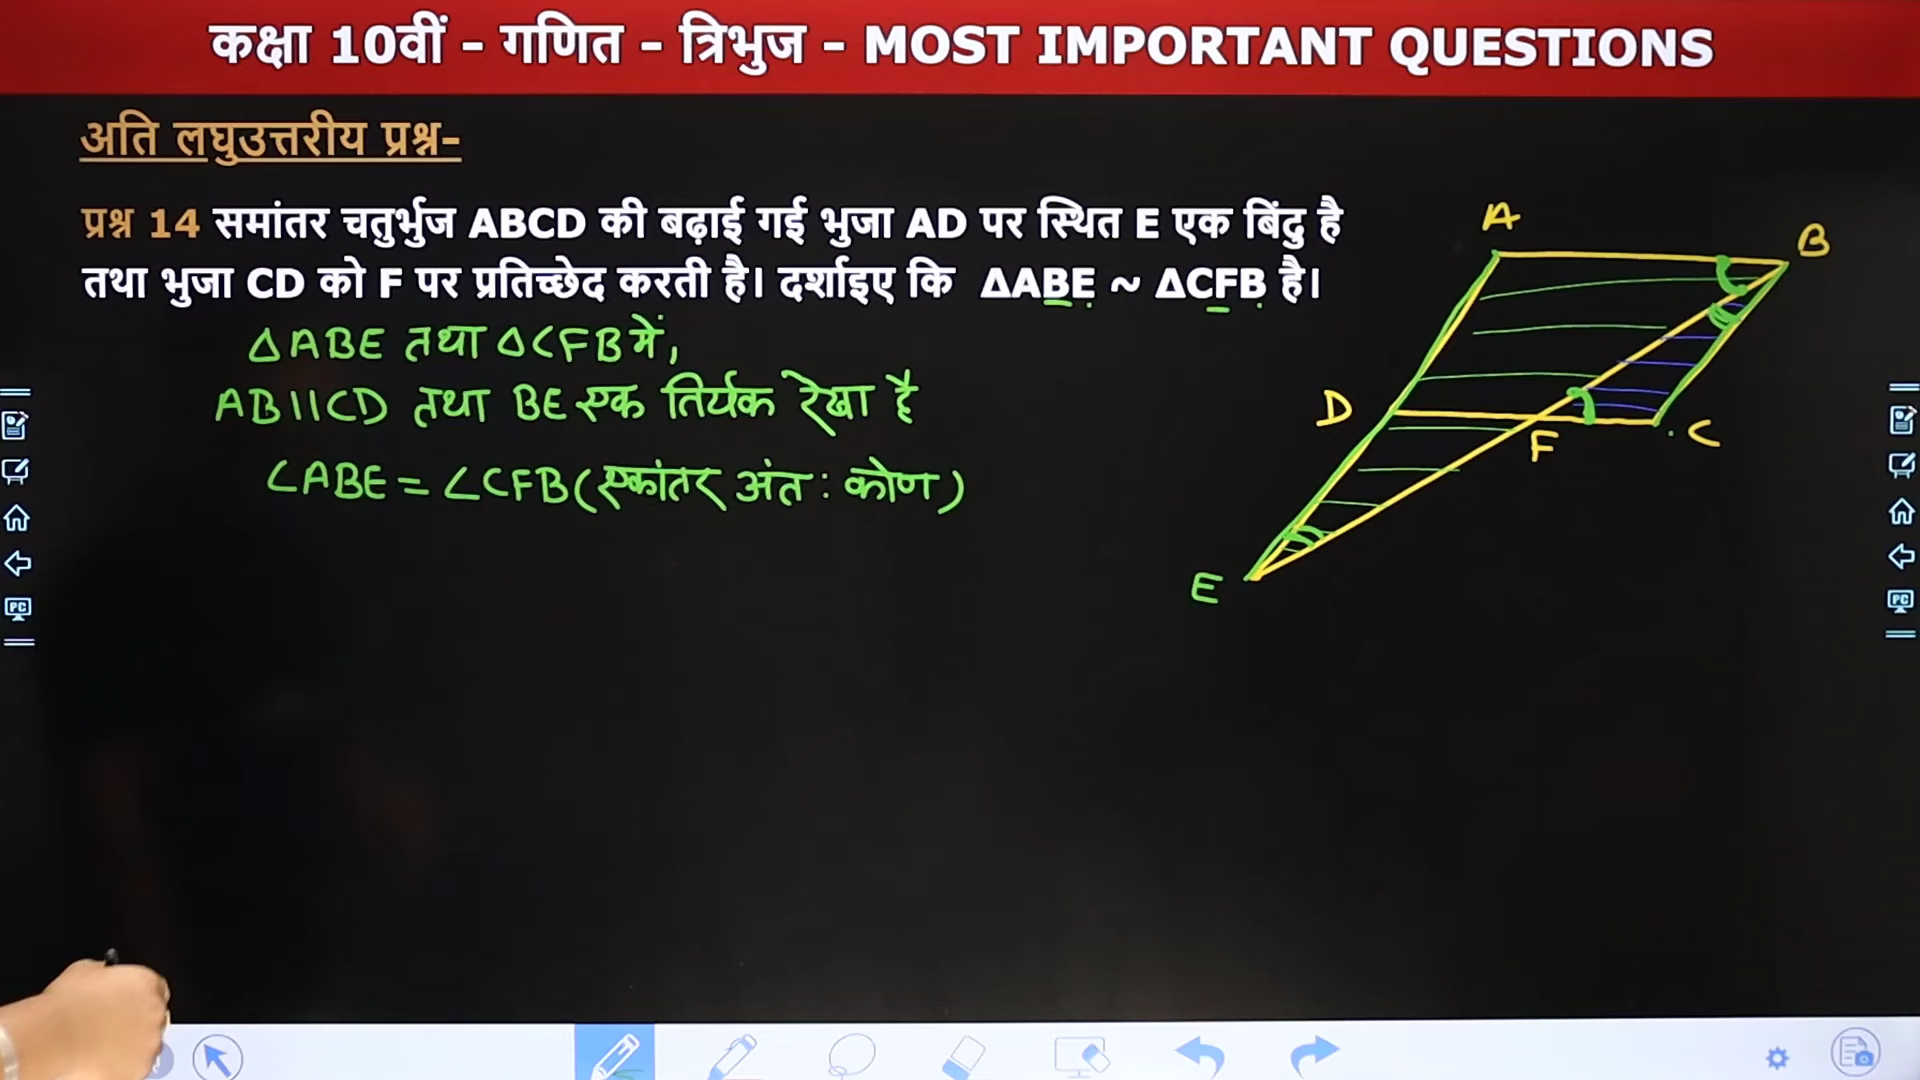 कक्षा 10वीं - गणित - त्रिभुज - MOST IMPORTANT QUESTIONS
अति लघुउत्तरीय प्रश्न-
प्रश्न 14 समांतर चतुर्भुज ABCD की बढ़ाई गई भुजा AD पर स्थित E एक बिंदु है
तथा भुजा CD को F पर प्रतिच्छेद करती है। दर्शाइए कि ΔABE ~ ΔCFB है।
ΔABE तथा ΔCFB में,
AB||CD तथा BE एक तिर्यक रेखा है
∠ABE = ∠CFB (एकांतर अंतः कोण)
A
B
D
F
C
E
PC
PC